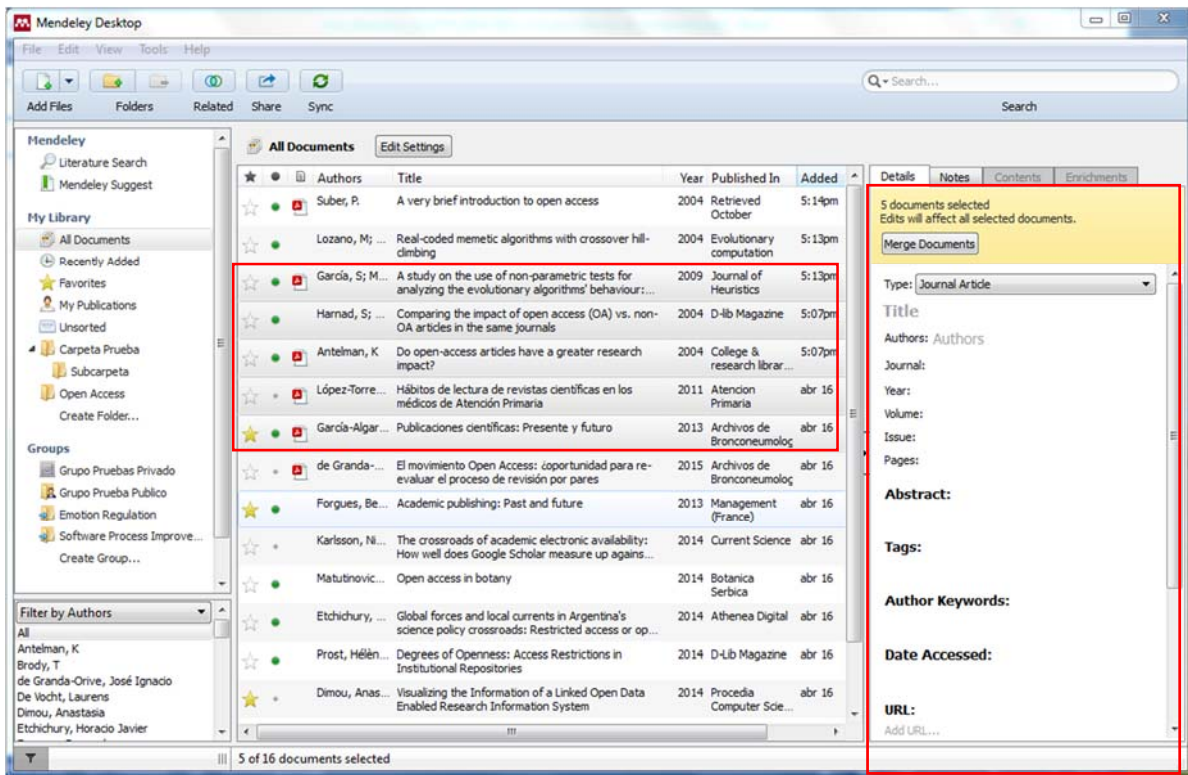 Mendeley Desktop
File Edit View Tools Help
Add Files Folders Related Share Sync
Search...
Search
Mendeley
Literature Search
Mendeley Suggest
My Library
All Documents
Recently Added
Favorites
My Publications
Unsorted
Carpeta Prueba
Subcarpeta
Open Access
Create Folder...
Groups
Grupo Pruebas Privado
Grupo Prueba Publico
Emotion Regulation
Software Process Improve...
Create Group...
Filter by Authors
All
Antelman, K
Brody, T
de Granda-Orive, José Ignacio
De Vocht, Laurens
Dimou, Anastasia
Etchichury, Horacio Javier
All Documents Edit Settings
Authors Title Year Published In Added
Suber, P. A very brief introduction to open access 2004 Retrieved 5:14pm
October
Lozano, M; ... Real-coded memetic algorithms with crossover hill- 2004 Evolutionary 5:13pm
climbing computation
García, S; M... A study on the use of non-parametric tests for 2009 Journal of 5:13pm
analyzing the evolutionary algorithms' behaviour:... Heuristics
Harnad, S; ... Comparing the impact of open access (OA) vs. non- 2004 D-lib Magazine 5:07pm
OA articles in the same journals
Antelman, K Do open-access articles have a greater research 2004 College & 5:07pm
impact? research librar...
López-Torre... Hábitos de lectura de revistas científicas en los 2011 Atencion abr 16
médicos de Atención Primaria Primaria
García-Algar... Publicaciones científicas: Presente y futuro 2013 Archivos de abr 16
Bronconeumolog
de Granda-... El movimiento Open Access: ¿oportunidad para re- 2015 Archivos de abr 16
evaluar el proceso de revisión por pares Bronconeumolog
Forgues, Be... Academic publishing: Past and future 2013 Management abr 16
(France)
Karlsson, Ni... The crossroads of academic electronic availability: 2014 Current Science abr 16
How well does Google Scholar measure up agains...
Matutinovic... Open access in botany 2014 Botanica abr 16
Serbica
Etchichury, ... Global forces and local currents in Argentina's 2014 Athenea Digital abr 16
science policy crossroads: Restricted access or op...
Prost, Hélèn... Degrees of Openness: Access Restrictions in 2014 D-Lib Magazine abr 16
Institutional Repositories
Dimou, Anas... Visualizing the Information of a Linked Open Data 2014 Procedia abr 16
Enabled Research Information System Computer Scie...
5 of 16 documents selected
Details Notes Contents Enrichments
5 documents selected
Edits will affect all selected documents.
Merge Documents
Type: Journal Article
Title
Authors: Authors
Journal:
Year:
Volume:
Issue:
Pages:
Abstract:
Tags:
Author Keywords:
Date Accessed:
URL:
Add URL...